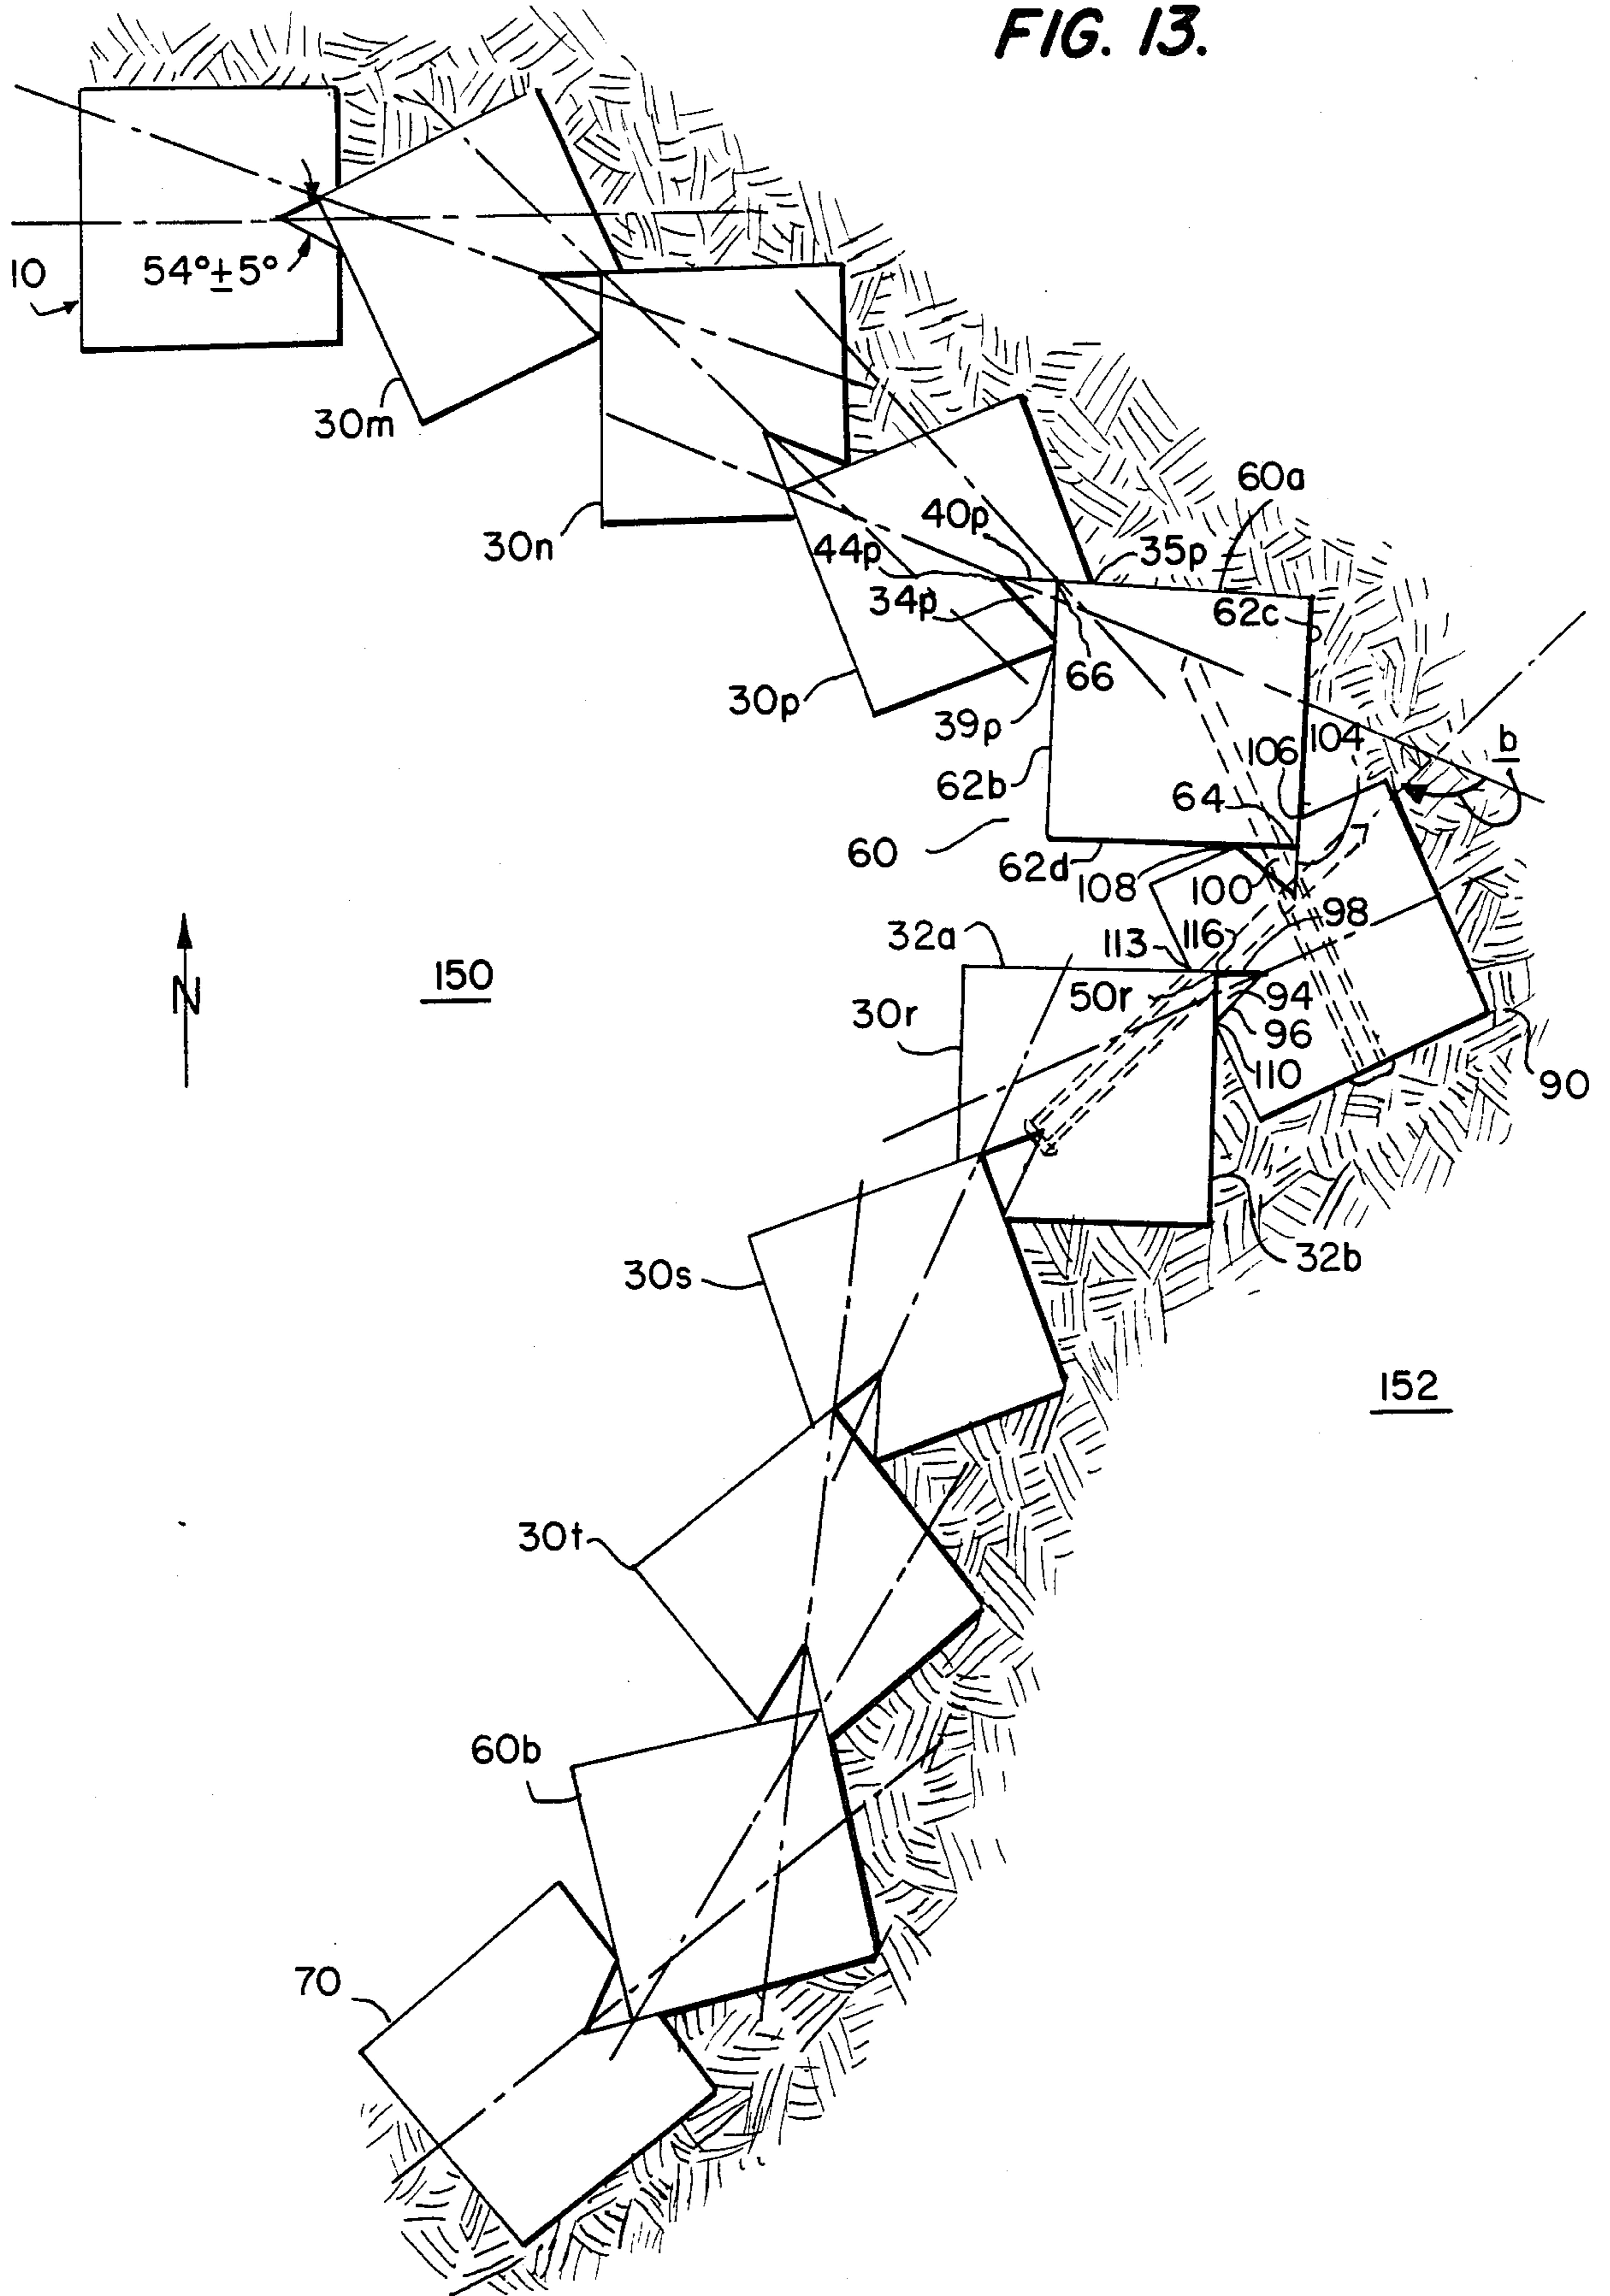 FIG. 13.
10
54°±5°
30m
30n
40p
44p
34p
35p
60a
62c
30p
39p
66
62b
106
104
b
64
60
62d
108
100
98
32a
113
116
N
150
50r
94
30r
96
110
90
32b
30s
152
30t
60b
70